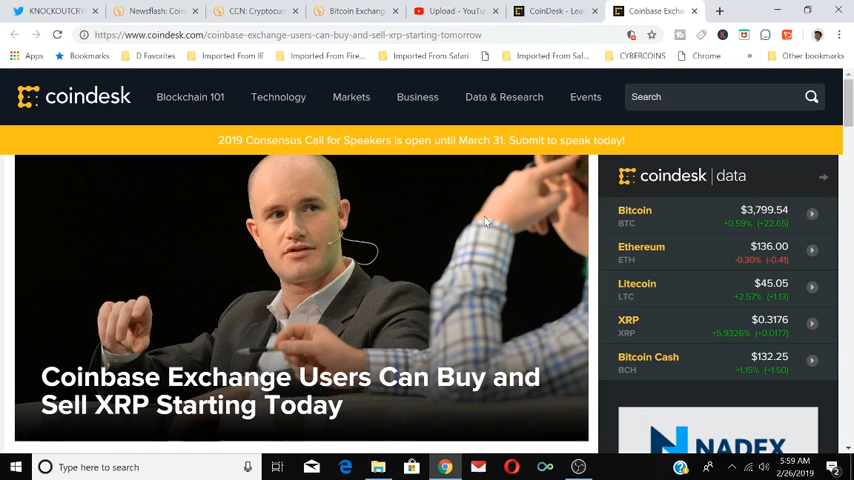 KNOCKOUTCRY
Newsflash: Coin
CCN: Cryptocur
Bitcoin Exchang
Upload - YouTu
CoinDesk - Lea
Coinbase Excha
https://www.coindesk.com/coinbase-exchange-users-can-buy-and-sell-xrp-starting-tomorrow
Apps Bookmarks D Favorites Imported From IE Imported From Fire... Imported From Safari Imported From Saf... CYBERCOINS Chrome » Other bookmarks
coindesk Blockchain 101 Technology Markets Business Data & Research Events Search
2019 Consensus Call for Speakers is open until March 31. Submit to speak today!
Coinbase Exchange Users Can Buy and
Sell XRP Starting Today
coindesk | data
Bitcoin $3,799.54
BTC +0.59% (+22.65)
Ethereum $136.00
ETH -0.30% (-0.41)
Litecoin $45.05
LTC +2.57% (+1.13)
XRP $0.3176
XRP +5.9326% (+0.0177)
Bitcoin Cash $132.25
BCH +1.15% (+1.50)
NADEX
Type here to search
5:59 AM
2/26/2019
2